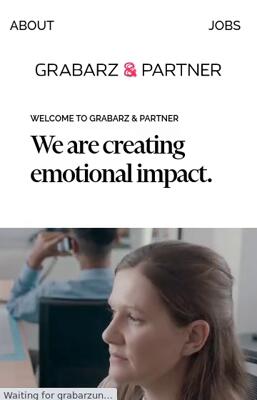 ABOUT JOBS
GRABARZ & PARTNER
WELCOME TO GRABARZ & PARTNER
We are creating
emotional impact.
Waiting for grabarzun...